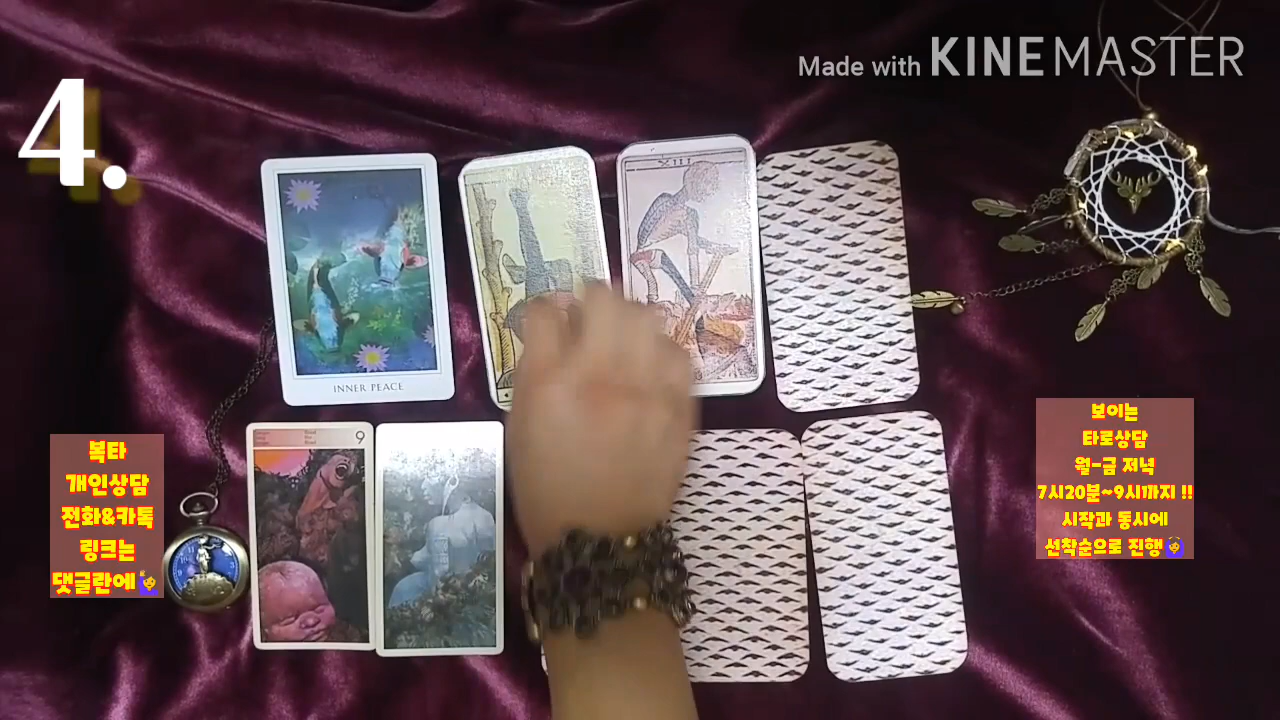 Made with KINEMASTER
4.
XIII
INNER PEACE
9
복타
개인상담
전화&카톡
링크는
댓글란에🙋‍♀️
보이는
타로상담
월-금 저녁
7시20분~9시까지 !!
시작과 동시에
선착순으로 진행🙆‍♀️